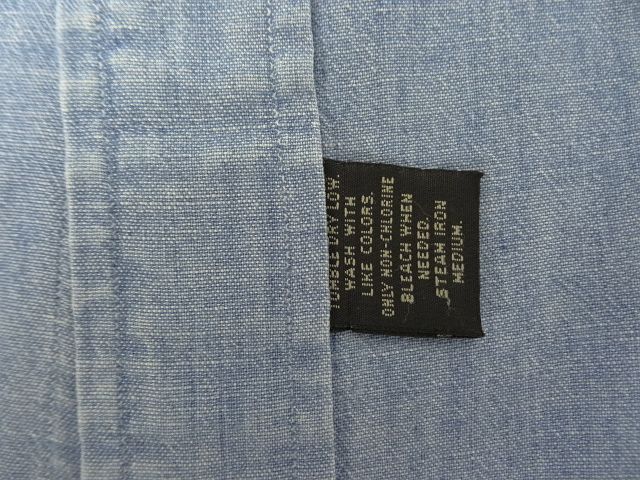 TUMBLE DRY LOW.
WASH WITH
LIKE COLORS.
ONLY NON-CHLORINE
BLEACH WHEN
NEEDED.
STEAM IRON
MEDIUM.